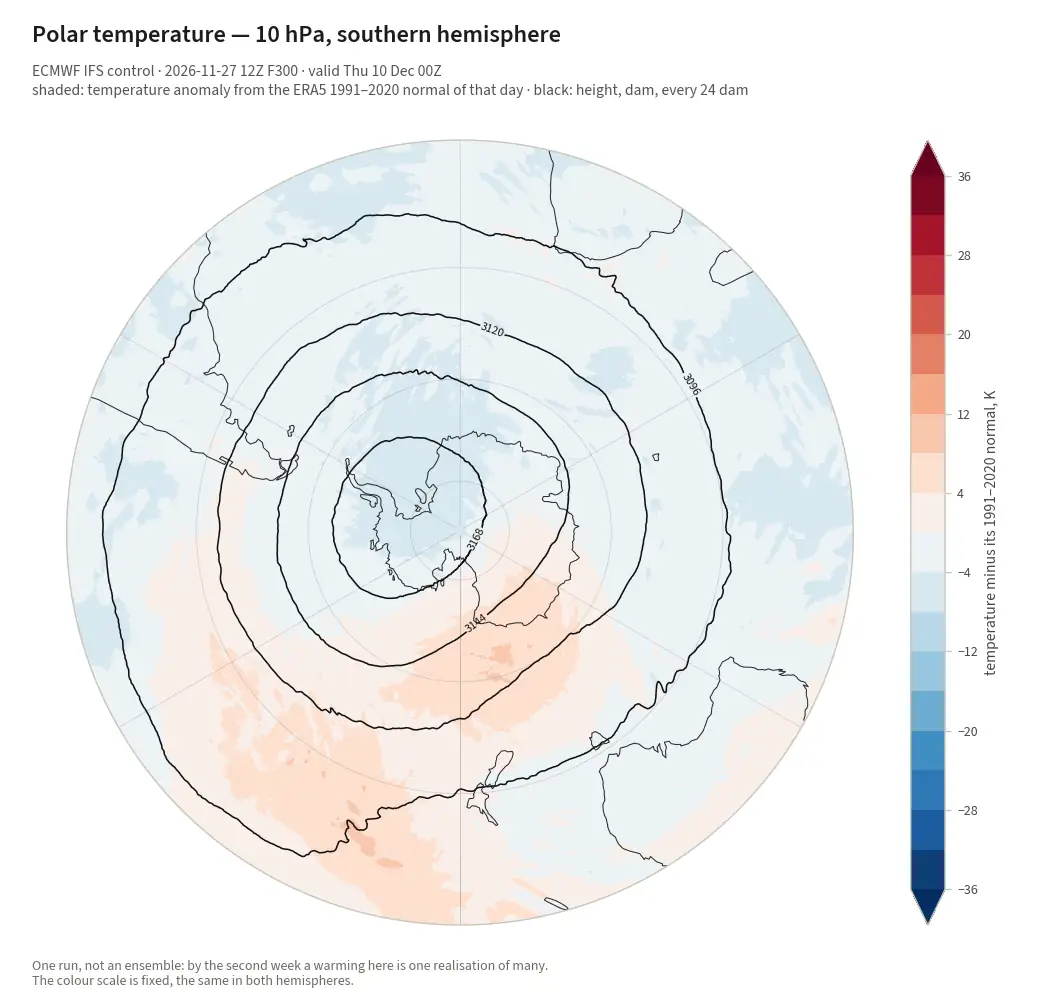 Polar temperature — 10 hPa, southern hemisphere
ECMWF IFS control · 2026-11-27 12Z F300 · valid Thu 10 Dec 00Z
shaded: temperature anomaly from the ERA5 1991–2020 normal of that day · black: height, dam, every 24 dam
3120
3096
3168
3144
36
28
20
12
4
−4
−12
−20
−28
−36
temperature minus its 1991–2020 normal, K
One run, not an ensemble: by the second week a warming here is one realisation of many.
The colour scale is fixed, the same in both hemispheres.